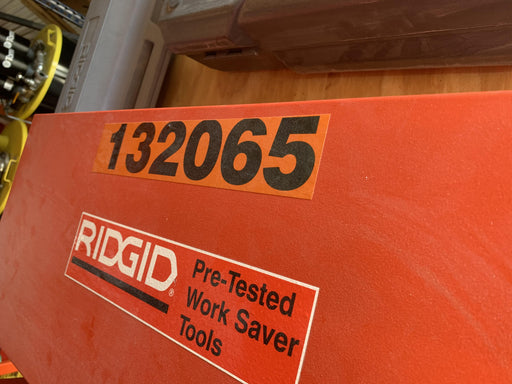 132065
RIDGID®
Pre-Tested
Work Saver
Tools